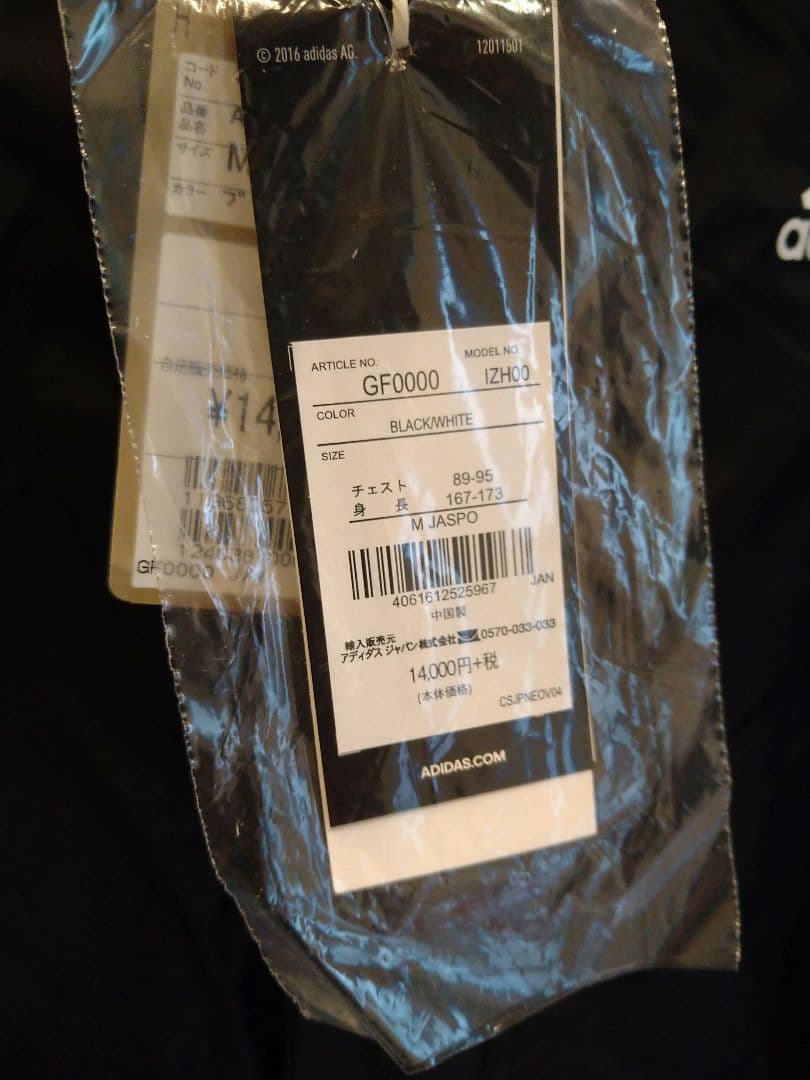 © 2016 adidas AG.
12011501
H
コード
No.
品番
品名
サイズ M
カラー ブ
¥14,
GF0000
ARTICLE NO. MODEL NO.
GF0000 IZH00
COLOR
BLACK/WHITE
SIZE
チェスト 89-95
身 長 167-173
M JASPO
4061612525967 JAN
中国製
輸入販売元
アディダス ジャパン株式会社 0570-033-033
14,000円+税
(本体価格)
CSJPNEOV04
ADIDAS.COM